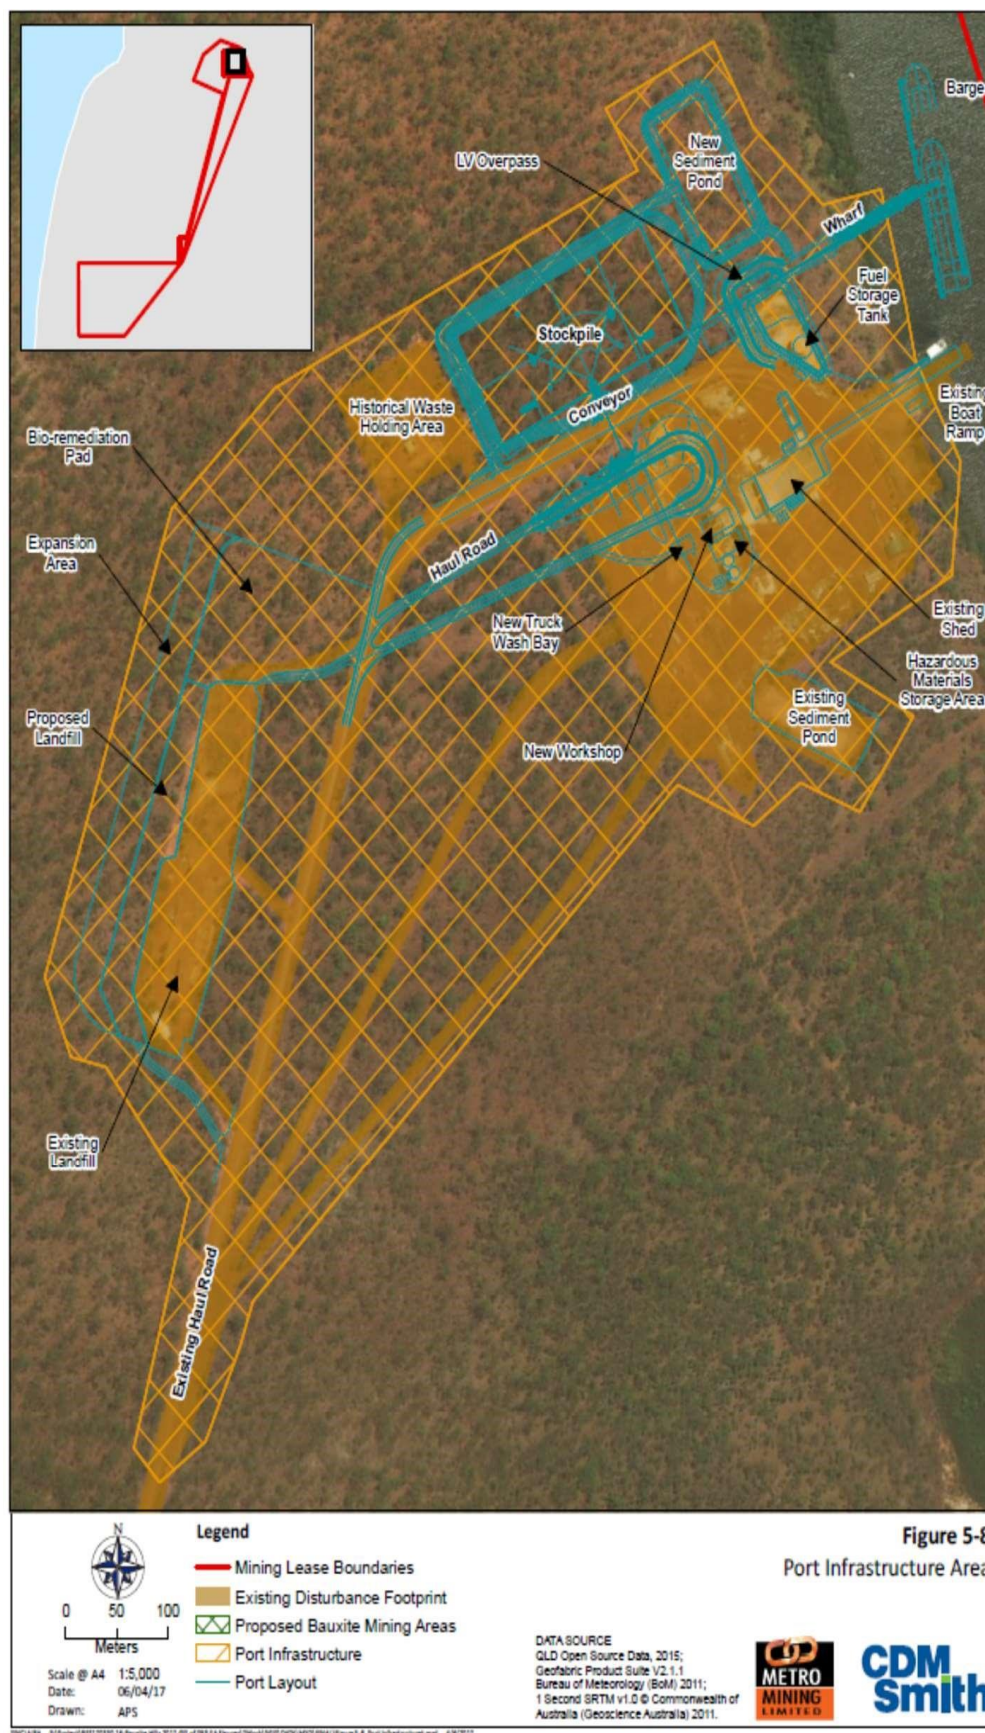 Barge
New
Sediment
Pond
LV Overpass
Wharf
Fuel
Storage
Tank
Stockpile
Conveyor
Historical Waste
Holding Area
Existing
Boat
Ramp
Bio-remediation
Pad
Expansion
Area
Haul Road
New Truck
Wash Bay
Existing
Shed
Hazardous
Materials
Storage Area
Existing
Sediment
Pond
Proposed
Landfill
New Workshop
Existing
Landfill
Existing Haul Road
N
0 50 100
Meters
Scale @ A4 1:5,000
Date: 06/04/17
Drawn: APS
Legend
Mining Lease Boundaries
Existing Disturbance Footprint
Proposed Bauxite Mining Areas
Port Infrastructure
Port Layout
Figure 5-8
Port Infrastructure Area
DATA SOURCE
QLD Open Source Data, 2015;
Geofabric Product Suite V2.1.1
Bureau of Meteorology (BoM) 2011;
1 Second SRTM v1.0 © Commonwealth of
Australia (Geoscience Australia) 2011.
METRO
MINING
LIMITED
CDM
Smith